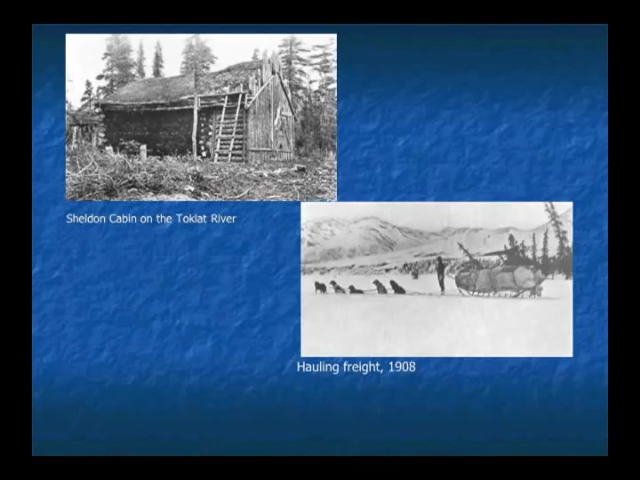 Sheldon Cabin on the Toklat River
Hauling freight, 1908